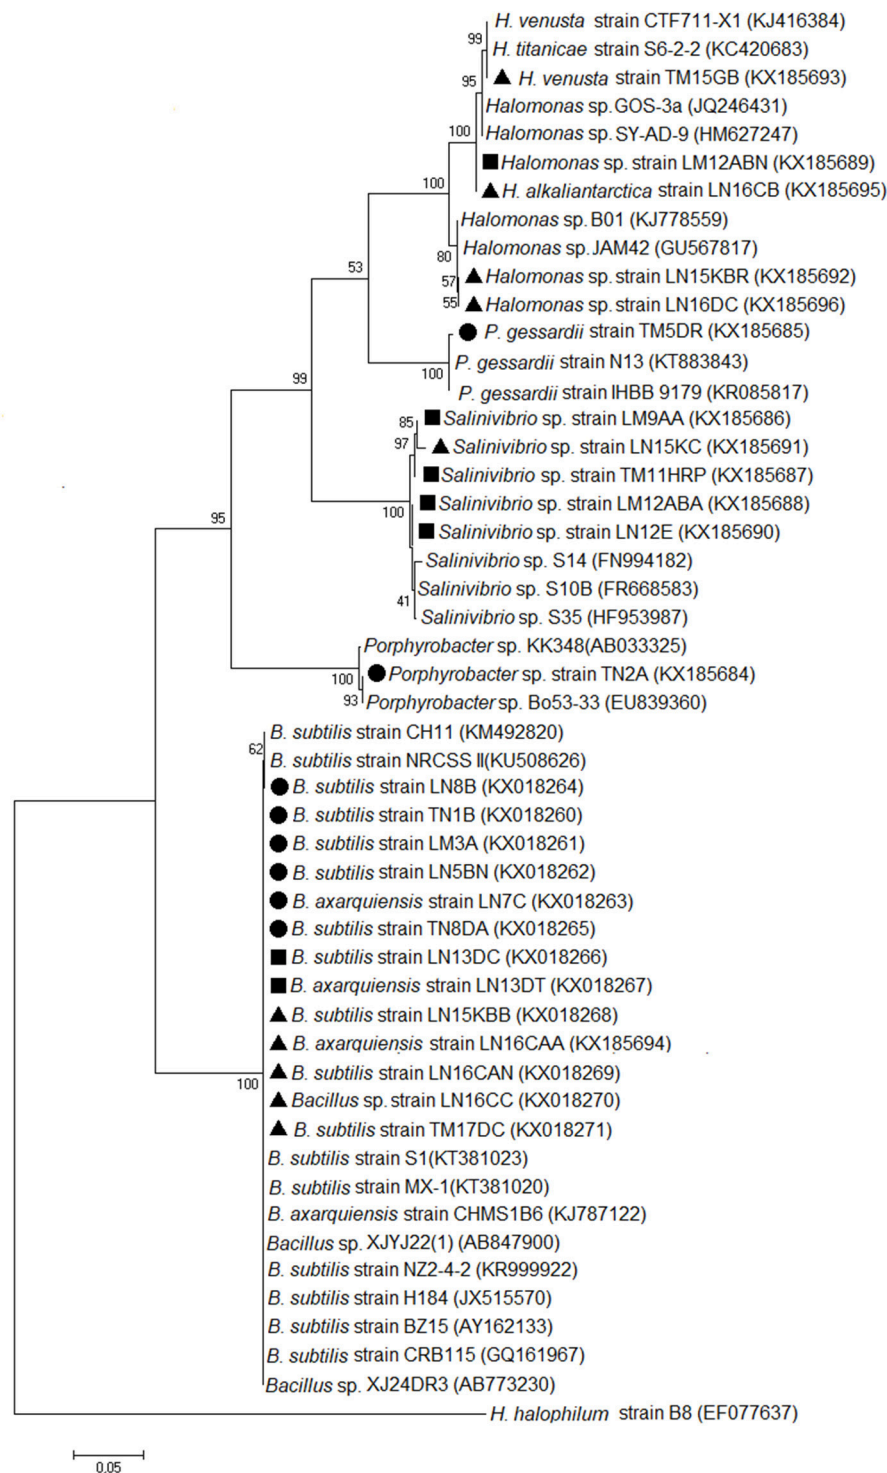 H. venusta strain CTF711-X1 (KJ416384)
99
H. titanicae strain S6-2-2 (KC420683)
H. venusta strain TM15GB (KX185693)
95
Halomonas sp. GOS-3a (JQ246431)
100
Halomonas sp. SY-AD-9 (HM627247)
Halomonas sp. strain LM12ABN (KX185689)
100
H. alkaliantarctica strain LN16CB (KX185695)
Halomonas sp. B01 (KJ778559)
Halomonas sp. JAM42 (GU567817)
80
53
Halomonas sp. strain LN15KBR (KX185692)
57
Halomonas sp. strain LN16DC (KX185696)
55
P. gessardii strain TM5DR (KX185685)
P. gessardii strain N13 (KT883843)
100
99
P. gessardii strain IHBB 9179 (KR085817)
Salinivibrio sp. strain LM9AA (KX185686)
85
97
Salinivibrio sp. strain LN15KC (KX185691)
Salinivibrio sp. strain TM11HRP (KX185687)
Salinivibrio sp. strain LM12ABA (KX185688)
100
95
Salinivibrio sp. strain LN12E (KX185690)
Salinivibrio sp. S14 (FN994182)
Salinivibrio sp. S10B (FR668583)
41
Salinivibrio sp. S35 (HF953987)
Porphyrobacter sp. KK348(AB033325)
Porphyrobacter sp. strain TN2A (KX185684)
100
93
Porphyrobacter sp. Bo53-33 (EU839360)
B. subtilis strain CH11 (KM492820)
62
B. subtilis strain NRCSS II(KU508626)
B. subtilis strain LN8B (KX018264)
B. subtilis strain TN1B (KX018260)
B. subtilis strain LM3A (KX018261)
B. subtilis strain LN5BN (KX018262)
B. axarquiensis strain LN7C (KX018263)
B. subtilis strain TN8DA (KX018265)
B. subtilis strain LN13DC (KX018266)
B. axarquiensis strain LN13DT (KX018267)
B. subtilis strain LN15KBB (KX018268)
B. axarquiensis strain LN16CAA (KX185694)
B. subtilis strain LN16CAN (KX018269)
100
Bacillus sp. strain LN16CC (KX018270)
B. subtilis strain TM17DC (KX018271)
B. subtilis strain S1(KT381023)
B. subtilis strain MX-1(KT381020)
B. axarquiensis strain CHMS1B6 (KJ787122)
Bacillus sp. XJYJ22(1) (AB847900)
B. subtilis strain NZ2-4-2 (KR999922)
B. subtilis strain H184 (JX515570)
B. subtilis strain BZ15 (AY162133)
B. subtilis strain CRB115 (GQ161967)
Bacillus sp. XJ24DR3 (AB773230)
H. halophilum strain B8 (EF077637)
0.05